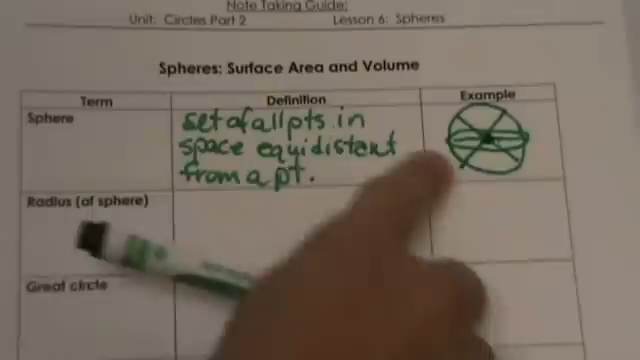 Note Taking Guide:
Unit: Circles Part 2 Lesson 6: Spheres
Spheres: Surface Area and Volume
Term Definition Example
Sphere
set of all pts. in
space equidistent
from a pt.
Radius (of sphere)
Great circle